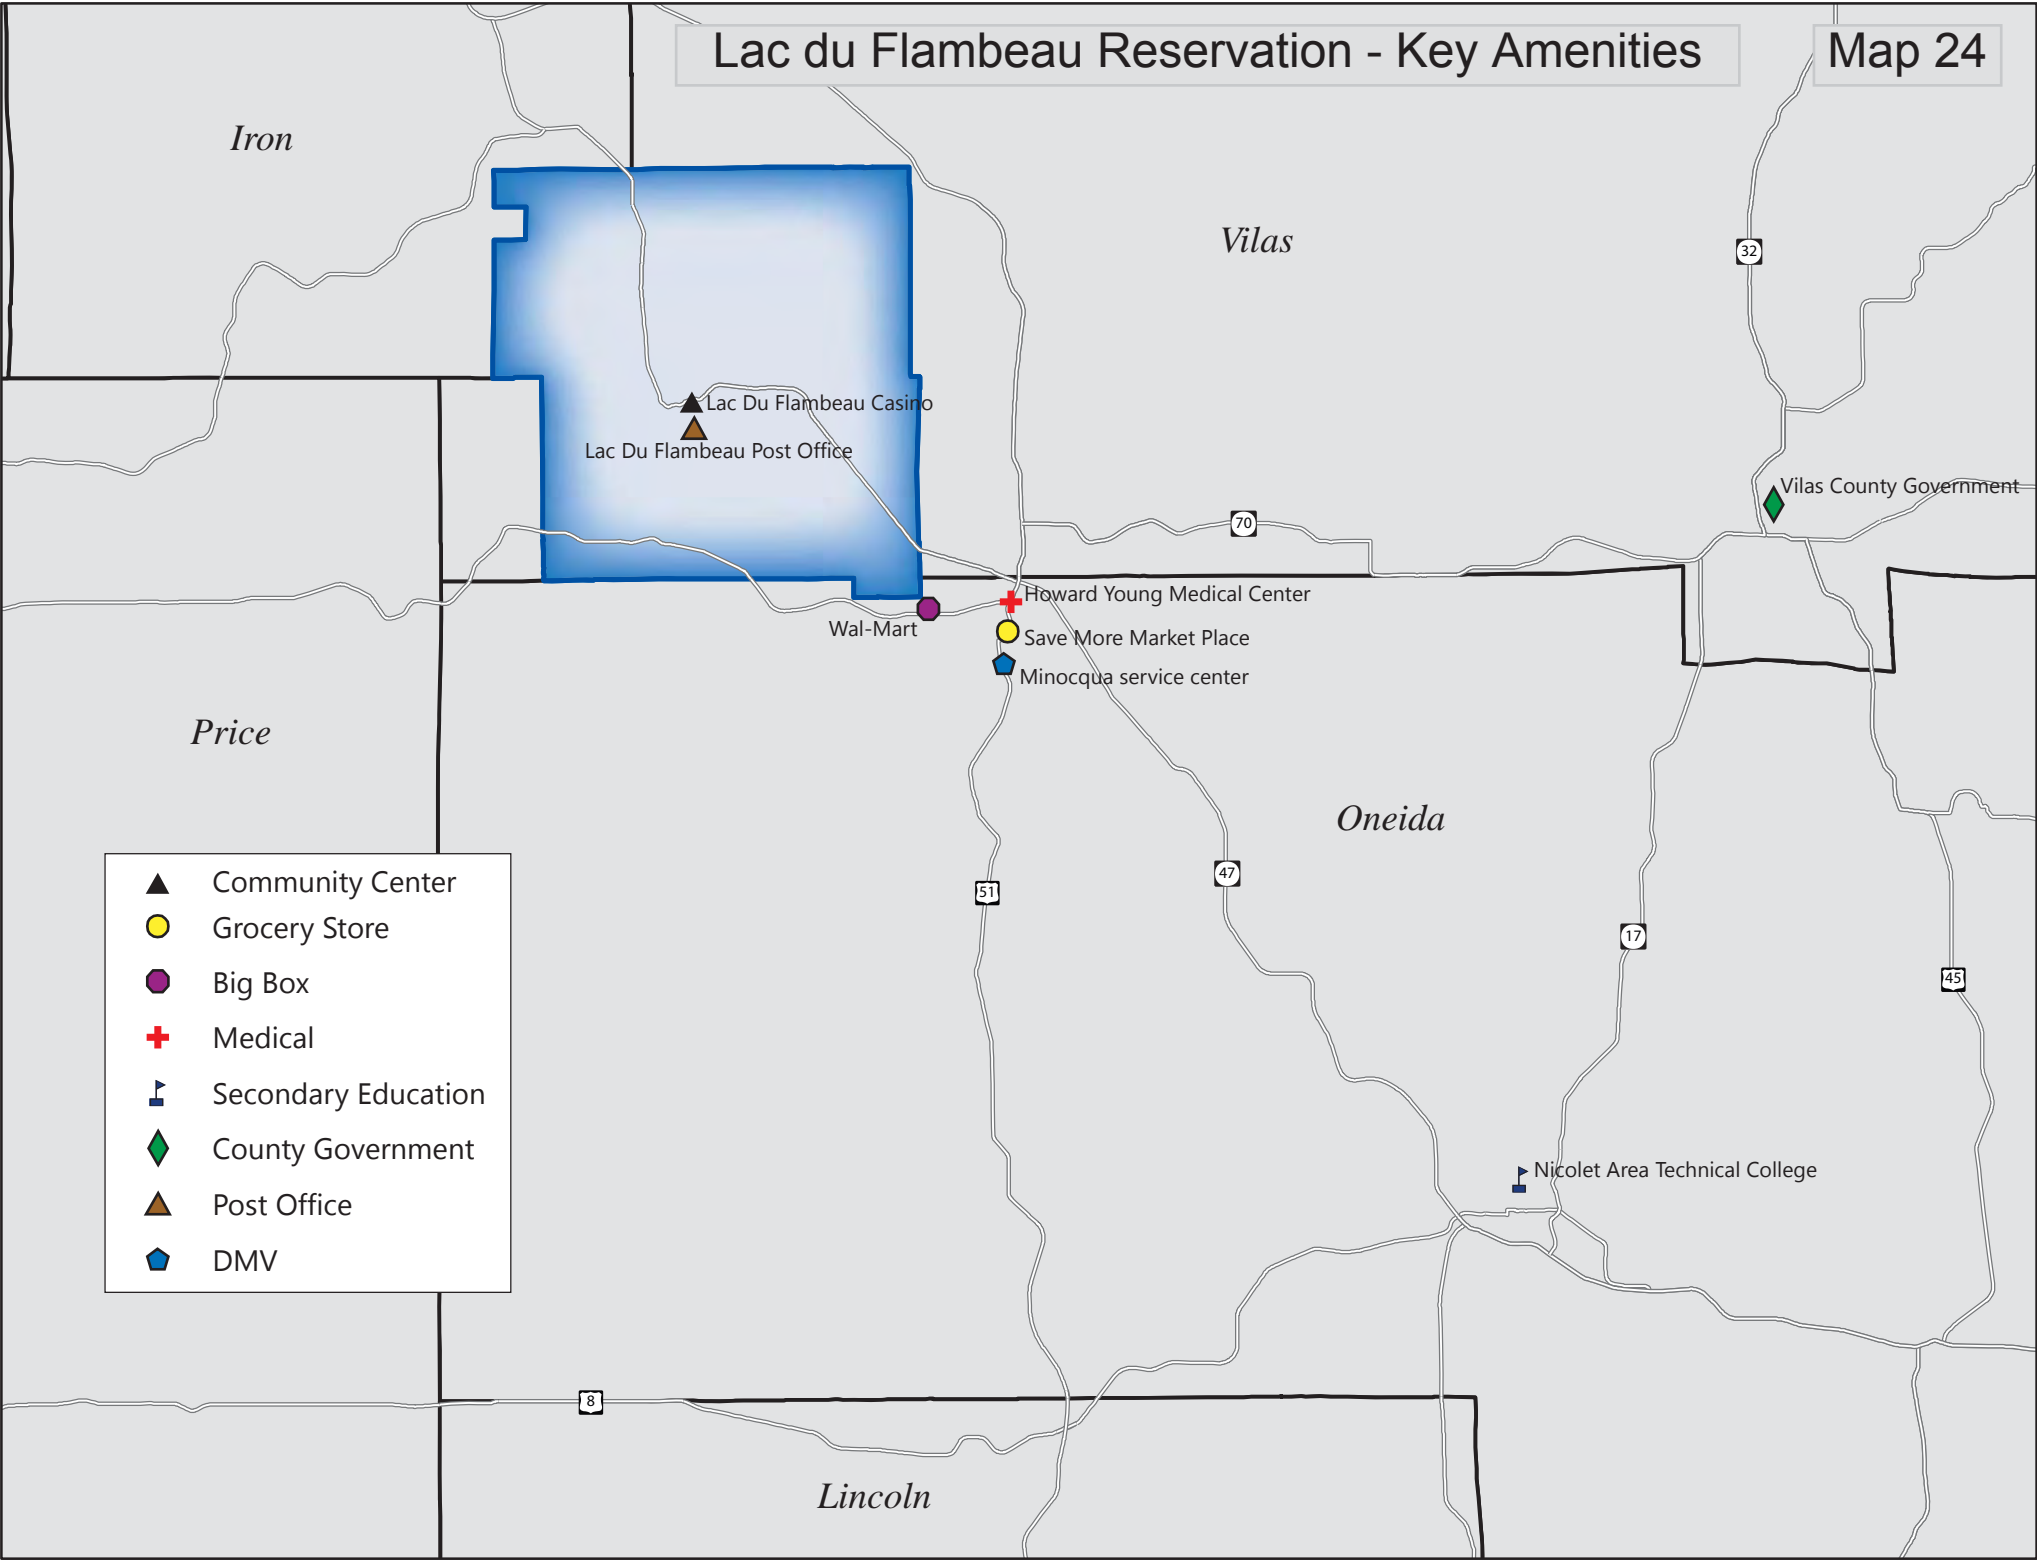 Lac du Flambeau Reservation - Key Amenities
Map 24
Iron
Vilas
32
Lac Du Flambeau Casino
Lac Du Flambeau Post Office
Vilas County Government
70
Howard Young Medical Center
Wal-Mart
Save More Market Place
Minocqua service center
Price
Oneida
47
51
17
45
Community Center
Grocery Store
Big Box
Medical
Secondary Education
County Government
Post Office
DMV
Nicolet Area Technical College
8
Lincoln